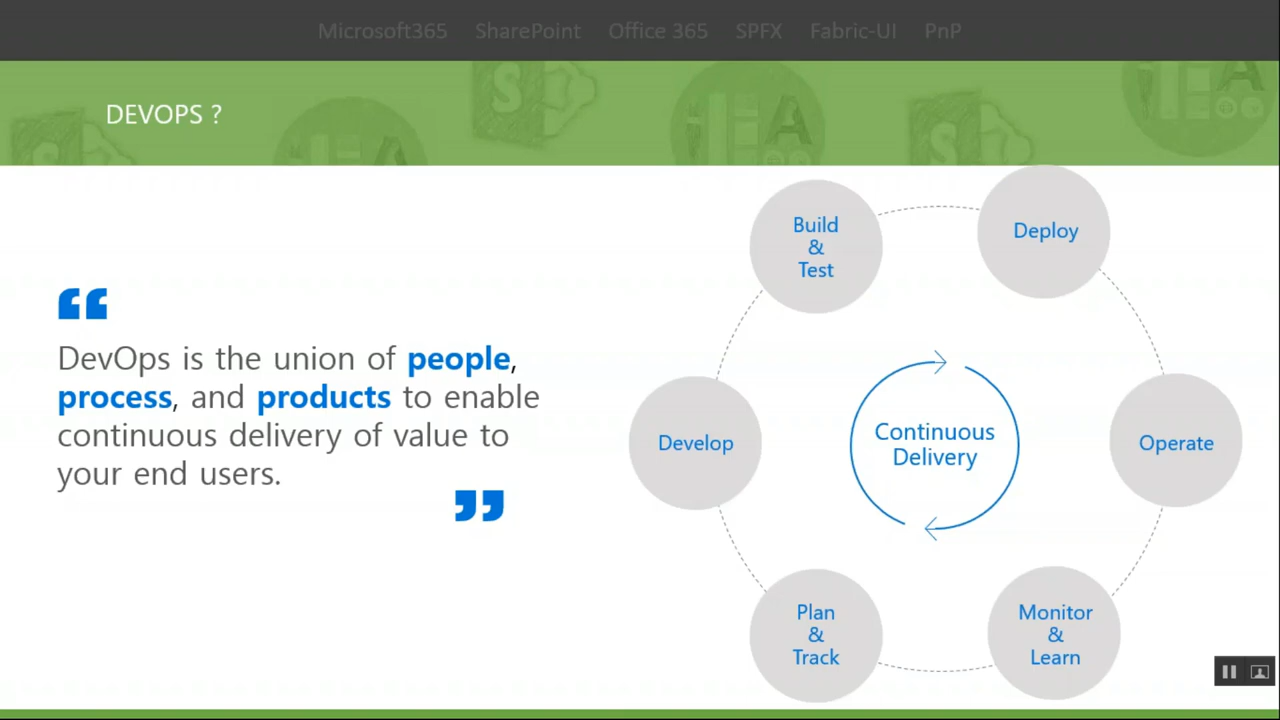 Microsoft365 SharePoint Office 365 SPFX Fabric-UI PnP
DEVOPS ?
“
DevOps is the union of people,
process, and products to enable
continuous delivery of value to
your end users.
”
Build
&
Test
Deploy
Develop
Continuous
Delivery
Operate
Plan
&
Track
Monitor
&
Learn